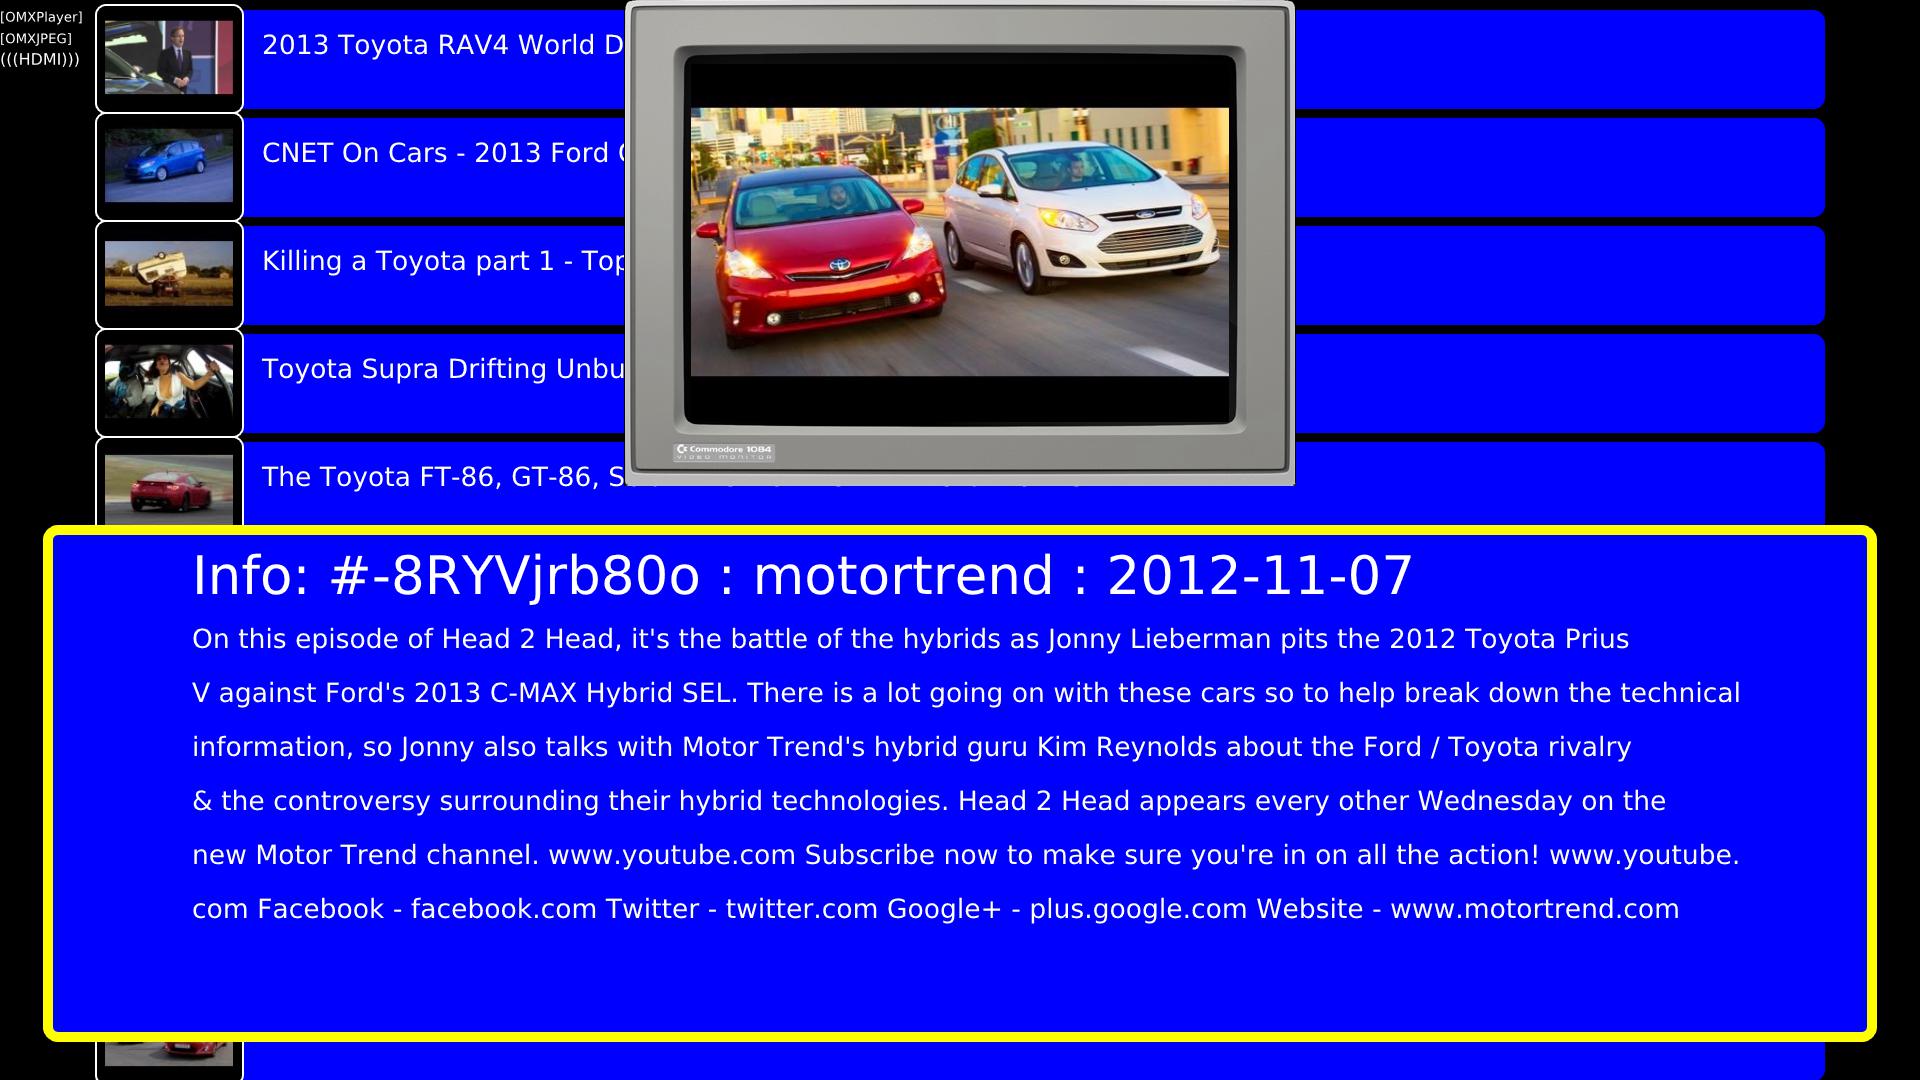 [OMXPlayer]
[OMXJPEG]
(((HDMI)))
2013 Toyota RAV4 World D
CNET On Cars - 2013 Ford
Killing a Toyota part 1 - Top
Toyota Supra Drifting Unbu
The Toyota FT-86, GT-86, S
Commodore 1084
VIDEO MONITOR
Info: #-8RYVjrb80o : motortrend : 2012-11-07
On this episode of Head 2 Head, it's the battle of the hybrids as Jonny Lieberman pits the 2012 Toyota Prius
V against Ford's 2013 C-MAX Hybrid SEL. There is a lot going on with these cars so to help break down the technical
information, so Jonny also talks with Motor Trend's hybrid guru Kim Reynolds about the Ford / Toyota rivalry
& the controversy surrounding their hybrid technologies. Head 2 Head appears every other Wednesday on the
new Motor Trend channel. www.youtube.com Subscribe now to make sure you're in on all the action! www.youtube.
com Facebook - facebook.com Twitter - twitter.com Google+ - plus.google.com Website - www.motortrend.com